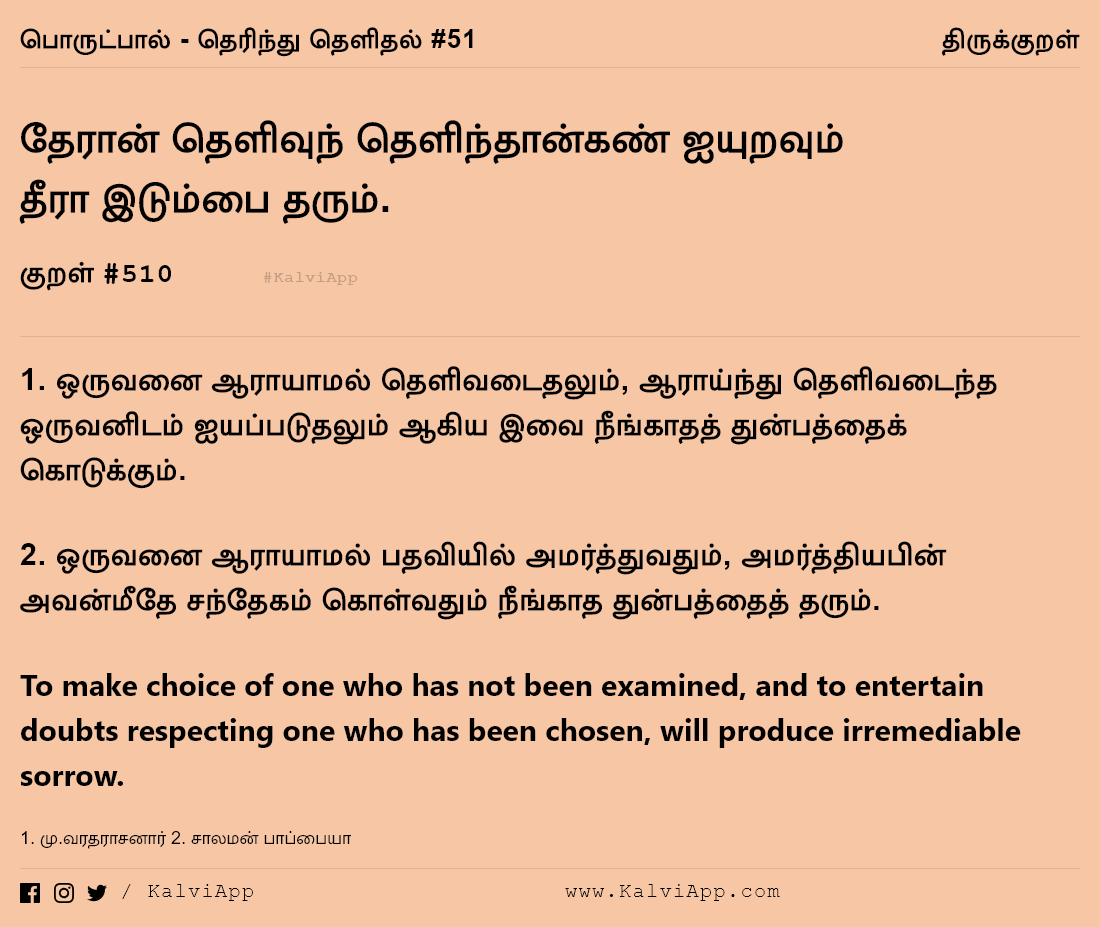 பொருட்பால் - தெரிந்து தெளிதல் #51 திருக்குறள்
தேரான் தெளிவுந் தெளிந்தான்கண் ஐயுறவும்
தீரா இடும்பை தரும்.
குறள் #510 #KalviApp
1. ஒருவனை ஆராயாமல் தெளிவடைதலும், ஆராய்ந்து தெளிவடைந்த
ஒருவனிடம் ஐயப்படுதலும் ஆகிய இவை நீங்காதத் துன்பத்தைக்
கொடுக்கும்.
2. ஒருவனை ஆராயாமல் பதவியில் அமர்த்துவதும், அமர்த்தியபின்
அவன்மீதே சந்தேகம் கொள்வதும் நீங்காத துன்பத்தைத் தரும்.
To make choice of one who has not been examined, and to entertain
doubts respecting one who has been chosen, will produce irremediable
sorrow.
1. மு.வரதராசனார் 2. சாலமன் பாப்பையா
/ KalviApp www.KalviApp.com